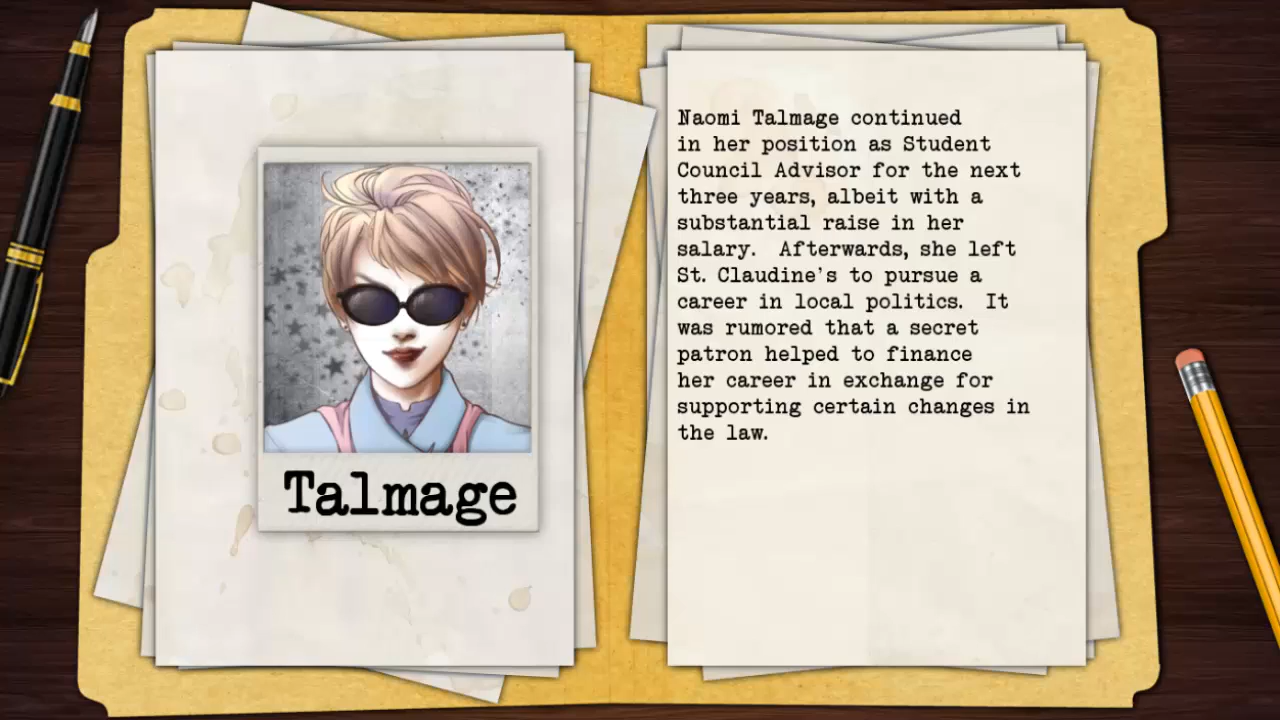 Talmage
Naomi Talmage continued
in her position as Student
Council Advisor for the next
three years, albeit with a
substantial raise in her
salary.  Afterwards, she left
St. Claudine's to pursue a
career in local politics.  It
was rumored that a secret
patron helped to finance
her career in exchange for
supporting certain changes in
the law.